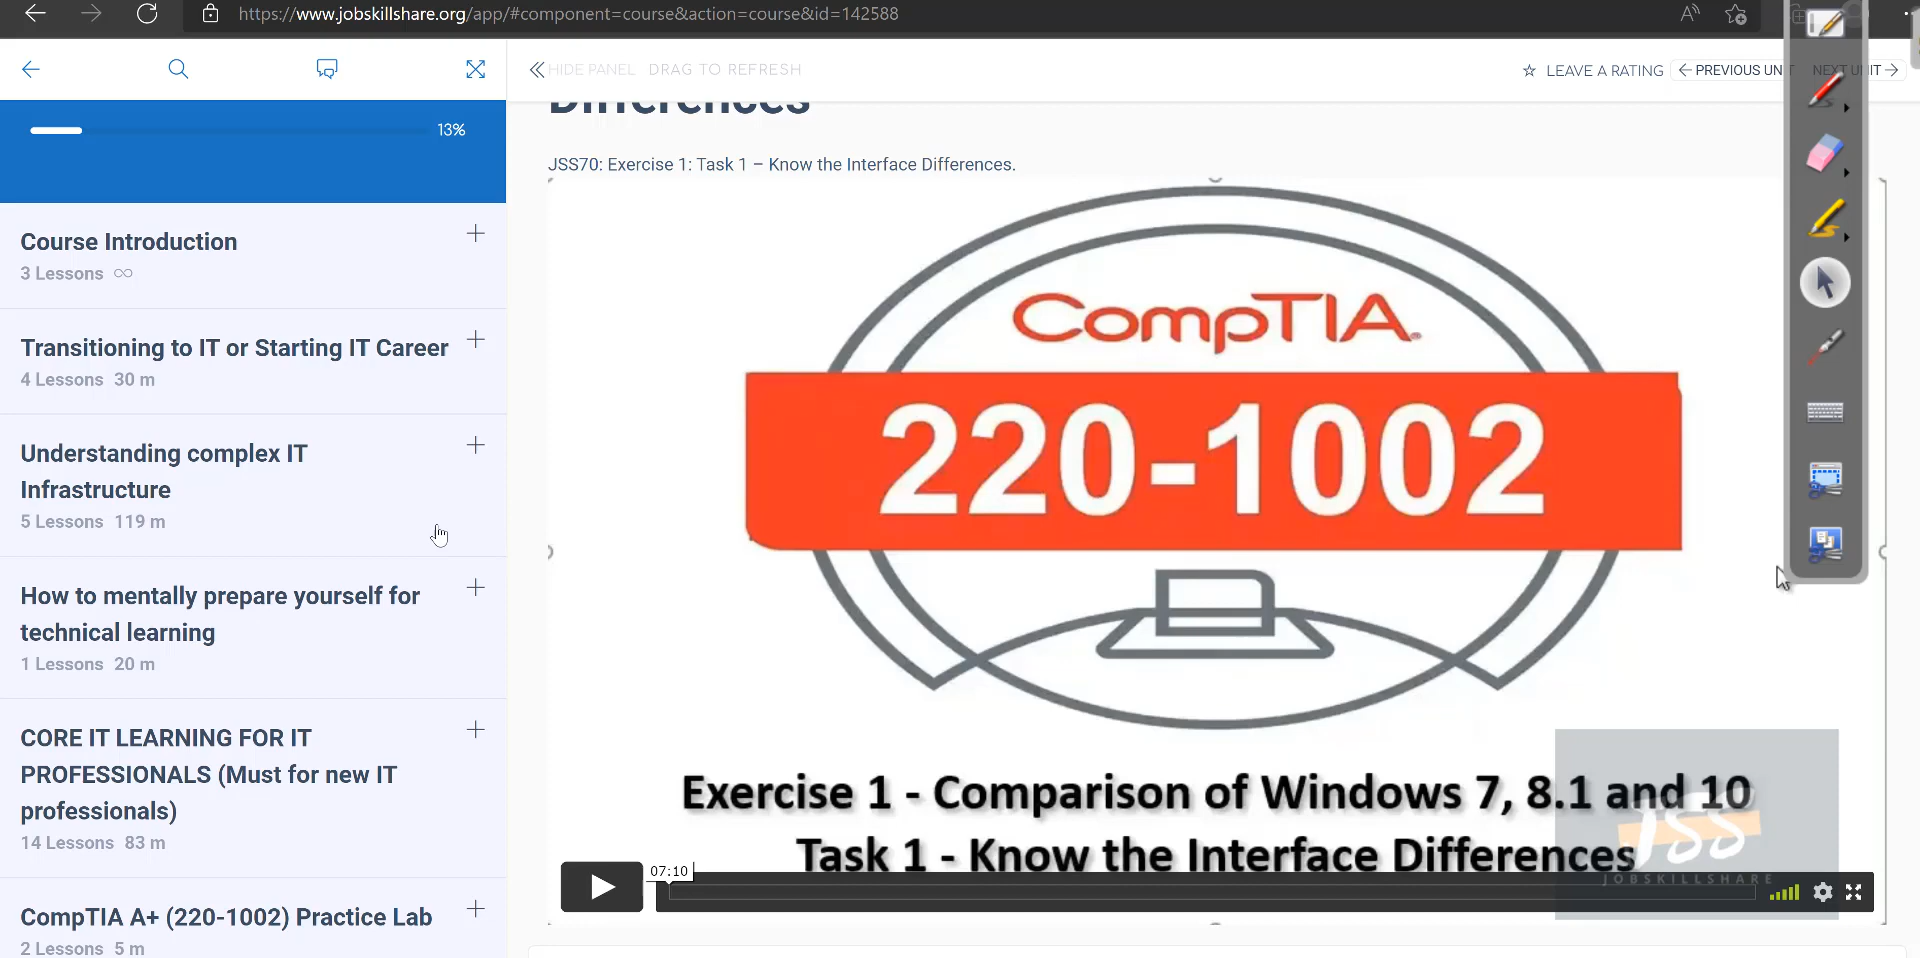 https://www.jobskillshare.org/app/#component=course&action=course&id=142588
HIDE PANEL DRAG TO REFRESH
LEAVE A RATING
PREVIOUS UN
NEXT UNIT
13%
Differences
JSS70: Exercise 1: Task 1 – Know the Interface Differences.
Course Introduction
3 Lessons ∞
Transitioning to IT or Starting IT Career
4 Lessons 30 m
Understanding complex IT
Infrastructure
5 Lessons 119 m
How to mentally prepare yourself for
technical learning
1 Lessons 20 m
CORE IT LEARNING FOR IT
PROFESSIONALS (Must for new IT
professionals)
14 Lessons 83 m
CompTIA A+ (220-1002) Practice Lab
2 Lessons 5 m
CompTIA.
220-1002
Exercise 1 - Comparison of Windows 7, 8.1 and 10
Task 1 - Know the Interface Differences
JSS
JOBSKILLSHARE
07:10